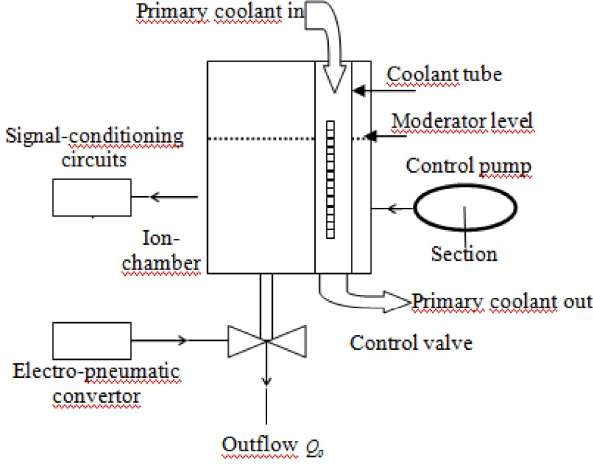 Primary coolant in
Coolant tube
Moderator level
Signal-conditioning
circuits
Control pump
Ion-
chamber
Section
Primary coolant out
Control valve
Electro-pneumatic
convertor
Outflow Qₒ